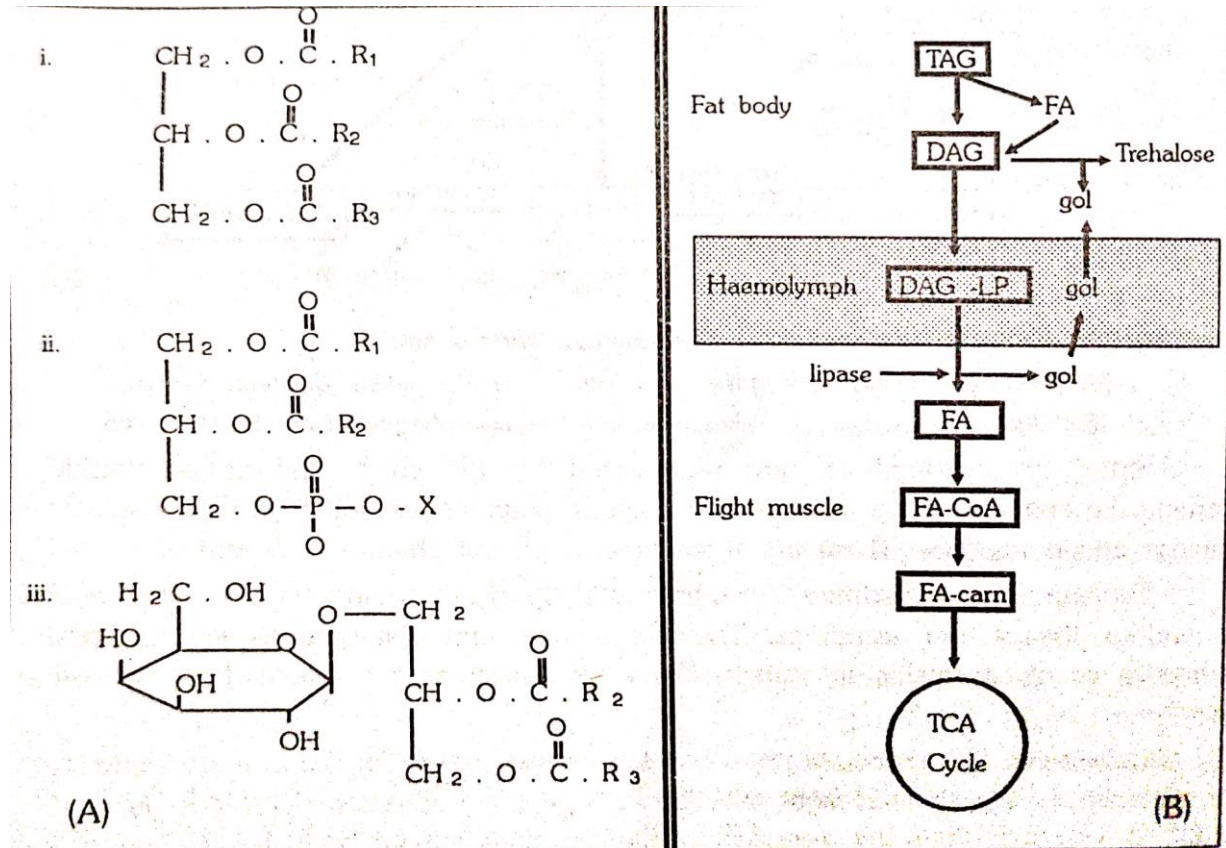 i.
O
CH₂ . O . C . R₁
O
CH . O . C . R₂
O
CH₂ . O . C . R₃
ii.
O
CH₂ . O . C . R₁
O
CH . O . C . R₂
O
CH₂ . O – P – O - X
O
iii.
H₂C . OH
O
CH₂
HO
O
OH
OH
O
CH . O . C . R₂
O
CH₂ . O . C . R₃
(A)
TAG
Fat body
FA
DAG
Trehalose
gol
Haemolymph
DAG -LP
gol
lipase
gol
FA
Flight muscle
FA-CoA
FA-carn
TCA
Cycle
(B)